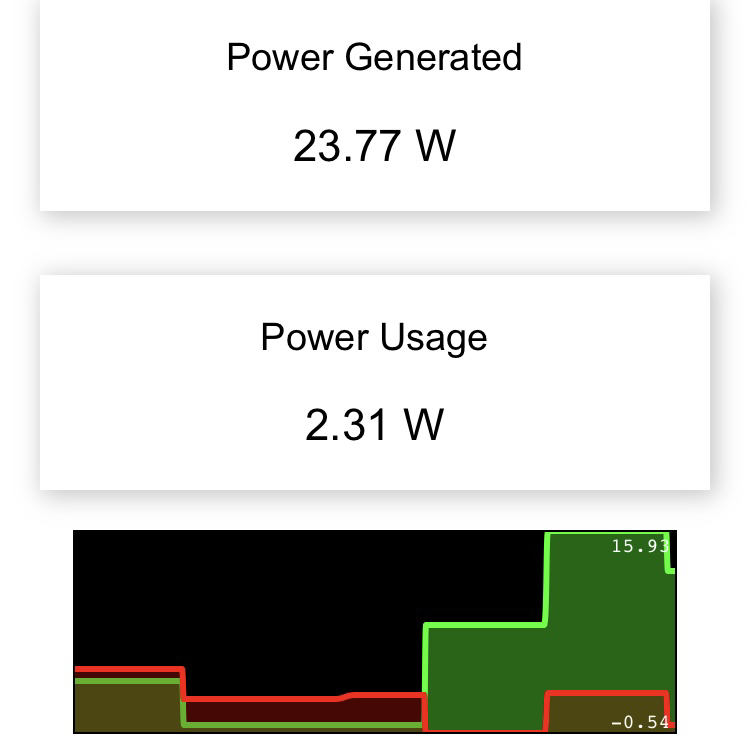 Power Generated
23.77 W
Power Usage
2.31 W
15.93
-0.54